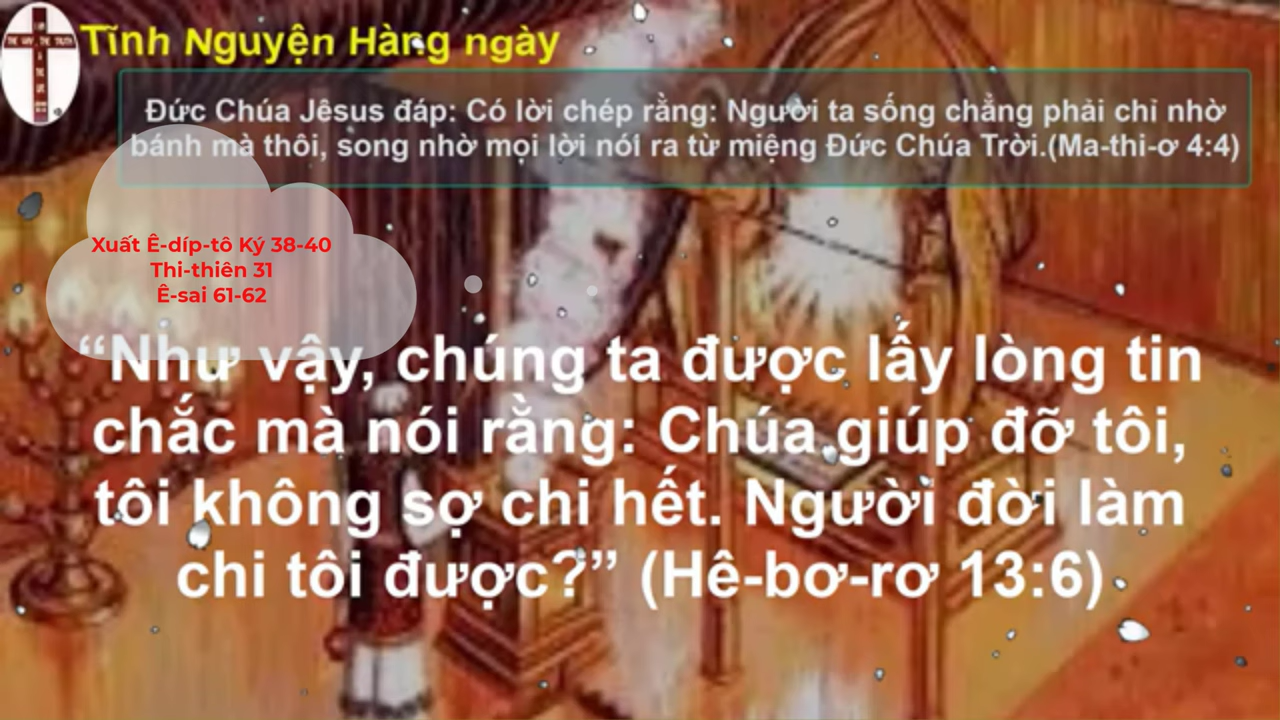 Tĩnh Nguyện Hàng ngày
Đức Chúa Jêsus đáp: Có lời chép rằng: Người ta sống chẳng phải chỉ nhờ
bánh mà thôi, song nhờ mọi lời nói ra từ miệng Đức Chúa Trời.(Ma-thi-ơ 4:4)
Xuất Ê-díp-tô Ký 38-40
Thi-thiên 31
Ê-sai 61-62
“Như vậy, chúng ta được lấy lòng tin
chắc mà nói rằng: Chúa giúp đỡ tôi,
tôi không sợ chi hết. Người đời làm
chi tôi được?” (Hê-bơ-rơ 13:6)